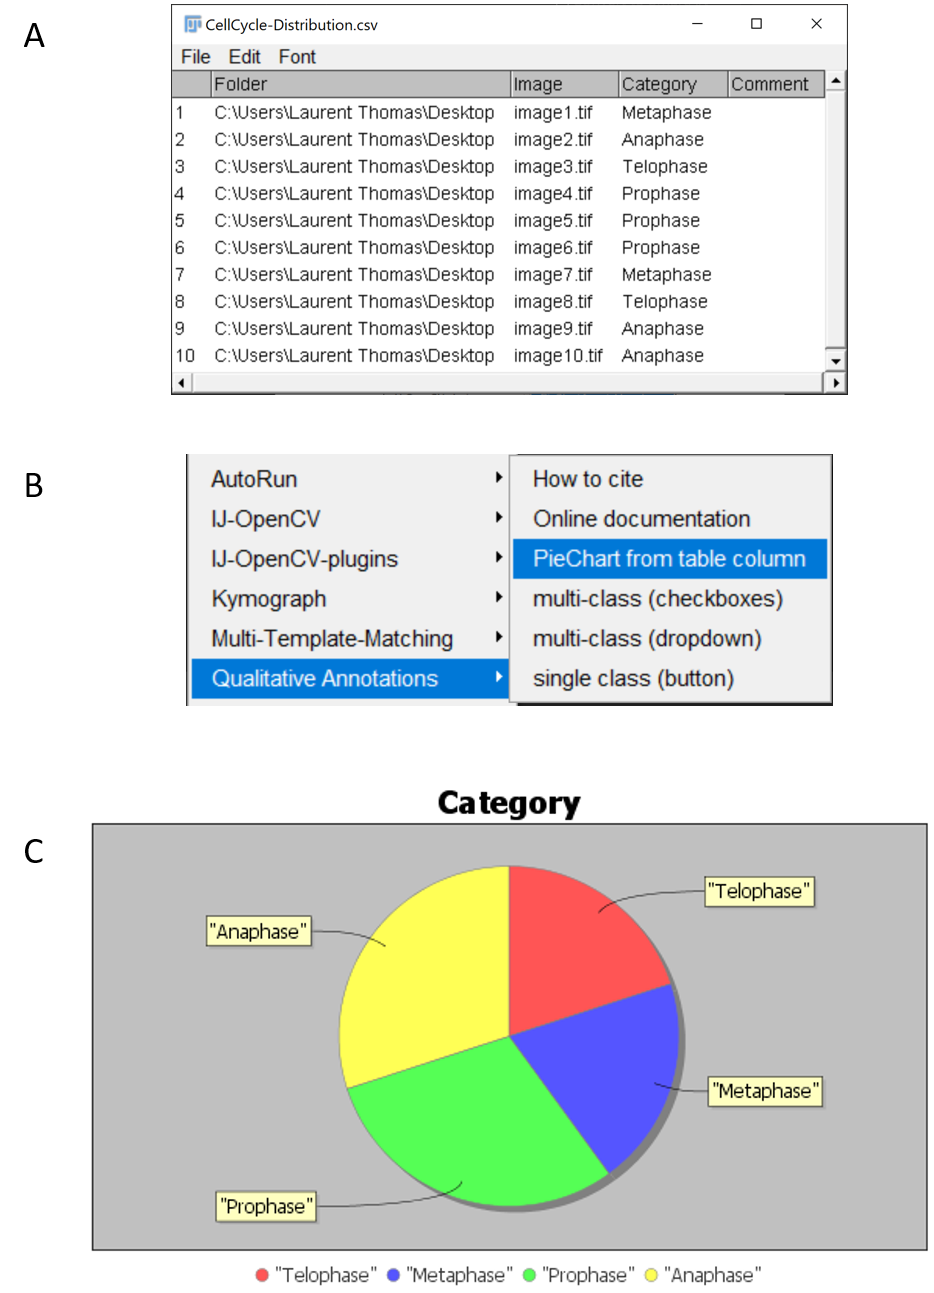 A
CellCycle-Distribution.csv
File Edit Font
Folder Image Category Comment
1 C:\Users\Laurent Thomas\Desktop image1.tif Metaphase
2 C:\Users\Laurent Thomas\Desktop image2.tif Anaphase
3 C:\Users\Laurent Thomas\Desktop image3.tif Telophase
4 C:\Users\Laurent Thomas\Desktop image4.tif Prophase
5 C:\Users\Laurent Thomas\Desktop image5.tif Prophase
6 C:\Users\Laurent Thomas\Desktop image6.tif Prophase
7 C:\Users\Laurent Thomas\Desktop image7.tif Metaphase
8 C:\Users\Laurent Thomas\Desktop image8.tif Telophase
9 C:\Users\Laurent Thomas\Desktop image9.tif Anaphase
10 C:\Users\Laurent Thomas\Desktop image10.tif Anaphase
B
AutoRun
IJ-OpenCV
IJ-OpenCV-plugins
Kymograph
Multi-Template-Matching
Qualitative Annotations
How to cite
Online documentation
PieChart from table column
multi-class (checkboxes)
multi-class (dropdown)
single class (button)
C
Category
"Telophase"
"Anaphase"
"Metaphase"
"Prophase"
"Telophase" "Metaphase" "Prophase" "Anaphase"